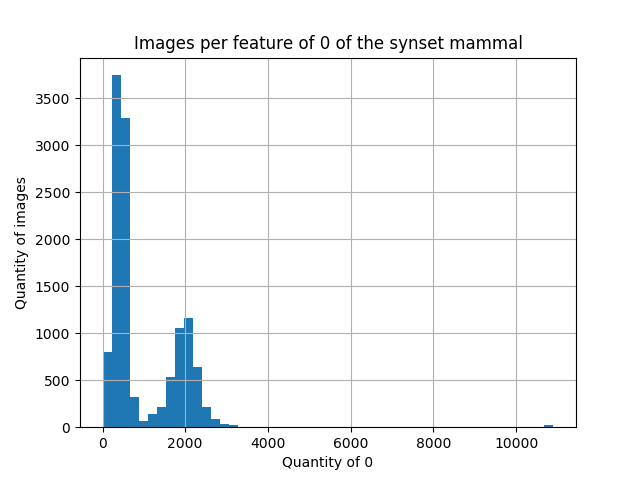 Images per feature of 0 of the synset mammal
3500
3000
2500
2000
1500
1000
500
0
Quantity of images
0 2000 4000 6000 8000 10000
Quantity of 0